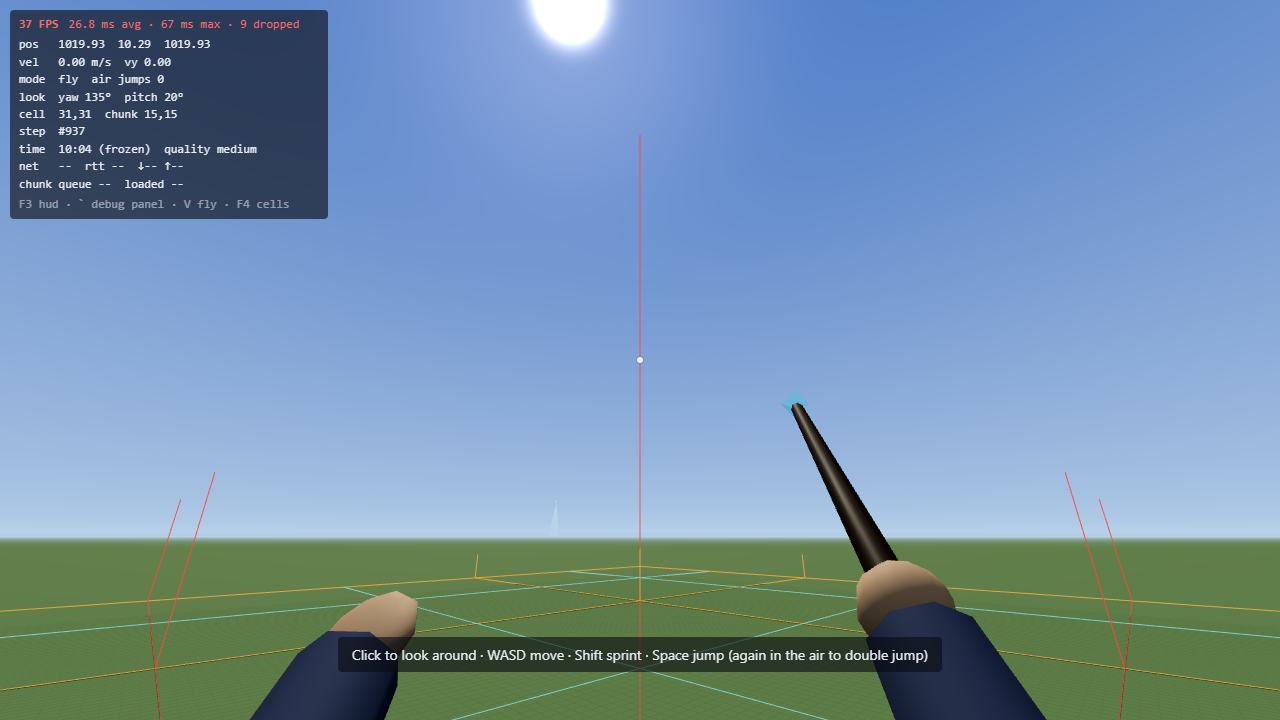 37 FPS 26.8 ms avg · 67 ms max · 9 dropped
pos 1019.93 10.29 1019.93
vel 0.00 m/s vy 0.00
mode fly air jumps 0
look yaw 135° pitch 20°
cell 31,31 chunk 15,15
step #937
time 10:04 (frozen) quality medium
net -- rtt -- ↓-- ↑--
chunk queue -- loaded --
F3 hud · ` debug panel · V fly · F4 cells
Click to look around · WASD move · Shift sprint · Space jump (again in the air to double jump)